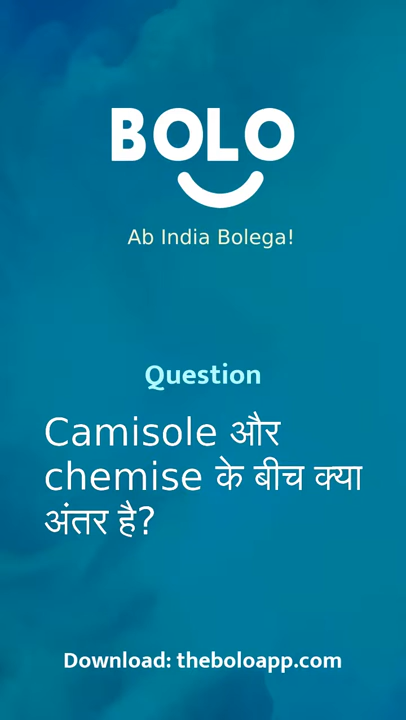 BOLO
Ab India Bolega!
Question
Camisole और
chemise के बीच क्या
अंतर है?
Download: theboloapp.com